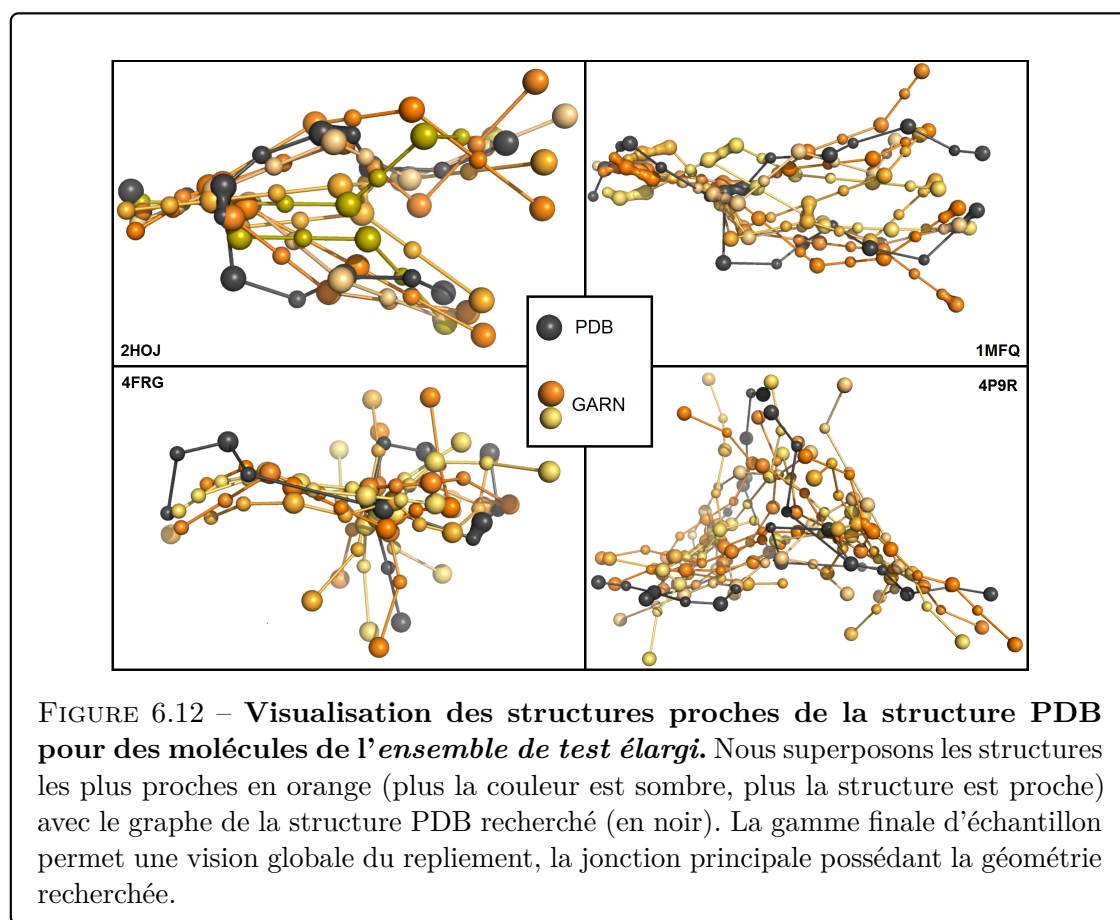 2HOJ
1MFQ
PDB
GARN
4FRG
4P9R
FIGURE 6.12 – Visualisation des structures proches de la structure PDB
pour des molécules de l'ensemble de test élargi. Nous superposons les structures
les plus proches en orange (plus la couleur est sombre, plus la structure est proche)
avec le graphe de la structure PDB recherché (en noir). La gamme finale d'échantillon
permet une vision globale du repliement, la jonction principale possédant la géométrie
recherchée.